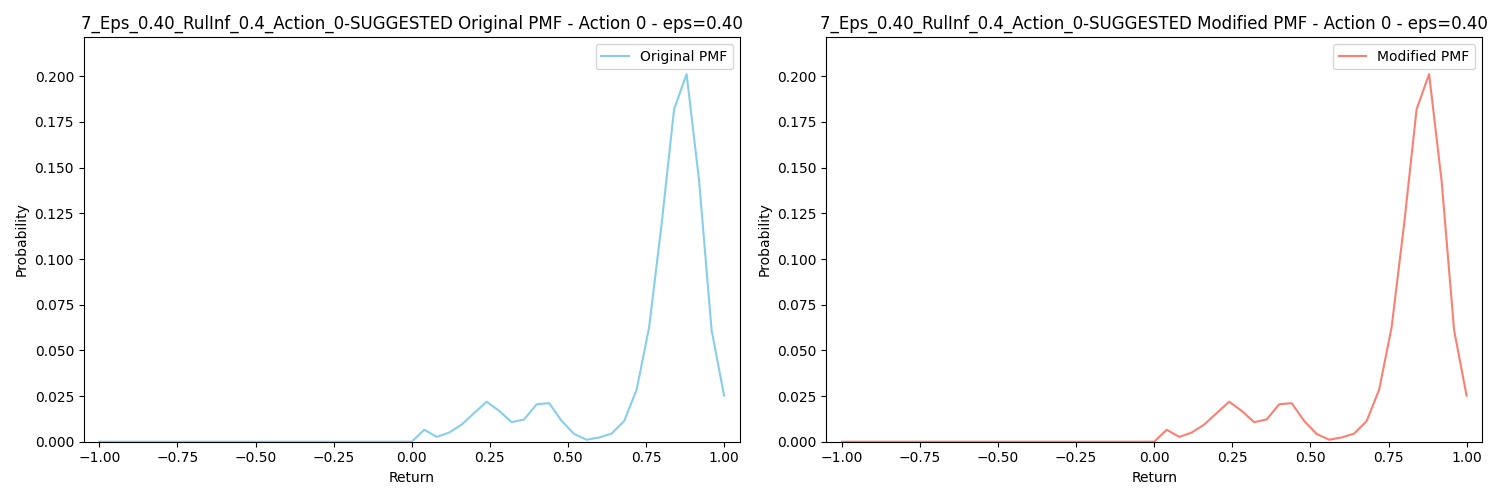 7_Eps_0.40_RulInf_0.4_Action_0-SUGGESTED Original PMF - Action 0 - eps=0.40
Original PMF
0.200
0.175
0.150
0.125
0.100
0.075
0.050
0.025
0.000
Probability
−1.00 −0.75 −0.50 −0.25 0.00 0.25 0.50 0.75 1.00
Return
7_Eps_0.40_RulInf_0.4_Action_0-SUGGESTED Modified PMF - Action 0 - eps=0.40
Modified PMF
0.200
0.175
0.150
0.125
0.100
0.075
0.050
0.025
0.000
Probability
−1.00 −0.75 −0.50 −0.25 0.00 0.25 0.50 0.75 1.00
Return